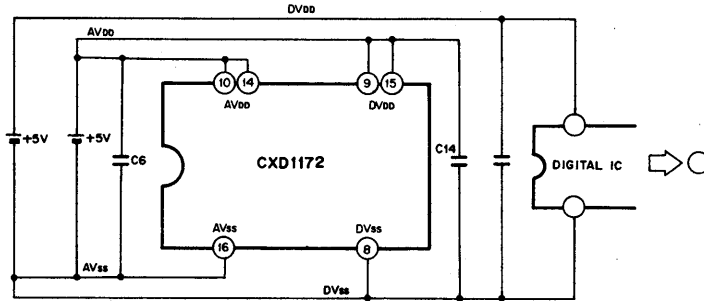 DVDD
AVDD
10 14 9 15
AVDD DVDD
+5V +5V C6 CXD1172 C14 DIGITAL IC
AVSS DVSS
16 8
AVSS
DVSS